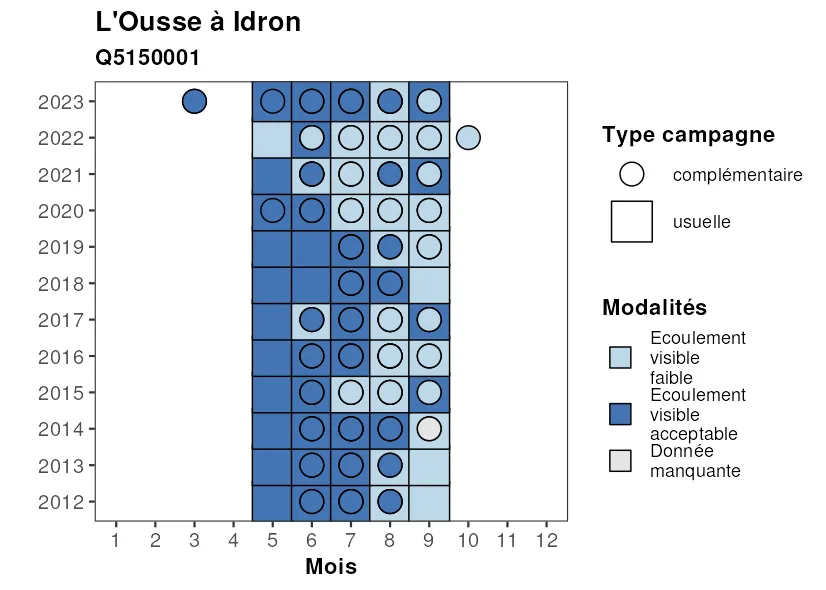 L'Ousse à Idron
Q5150001
2023
2022
2021
2020
2019
2018
2017
2016
2015
2014
2013
2012
1 2 3 4 5 6 7 8 9 10 11 12
Mois
Type campagne
complémentaire
usuelle
Modalités
Ecoulement
visible
faible
Ecoulement
visible
acceptable
Donnée
manquante